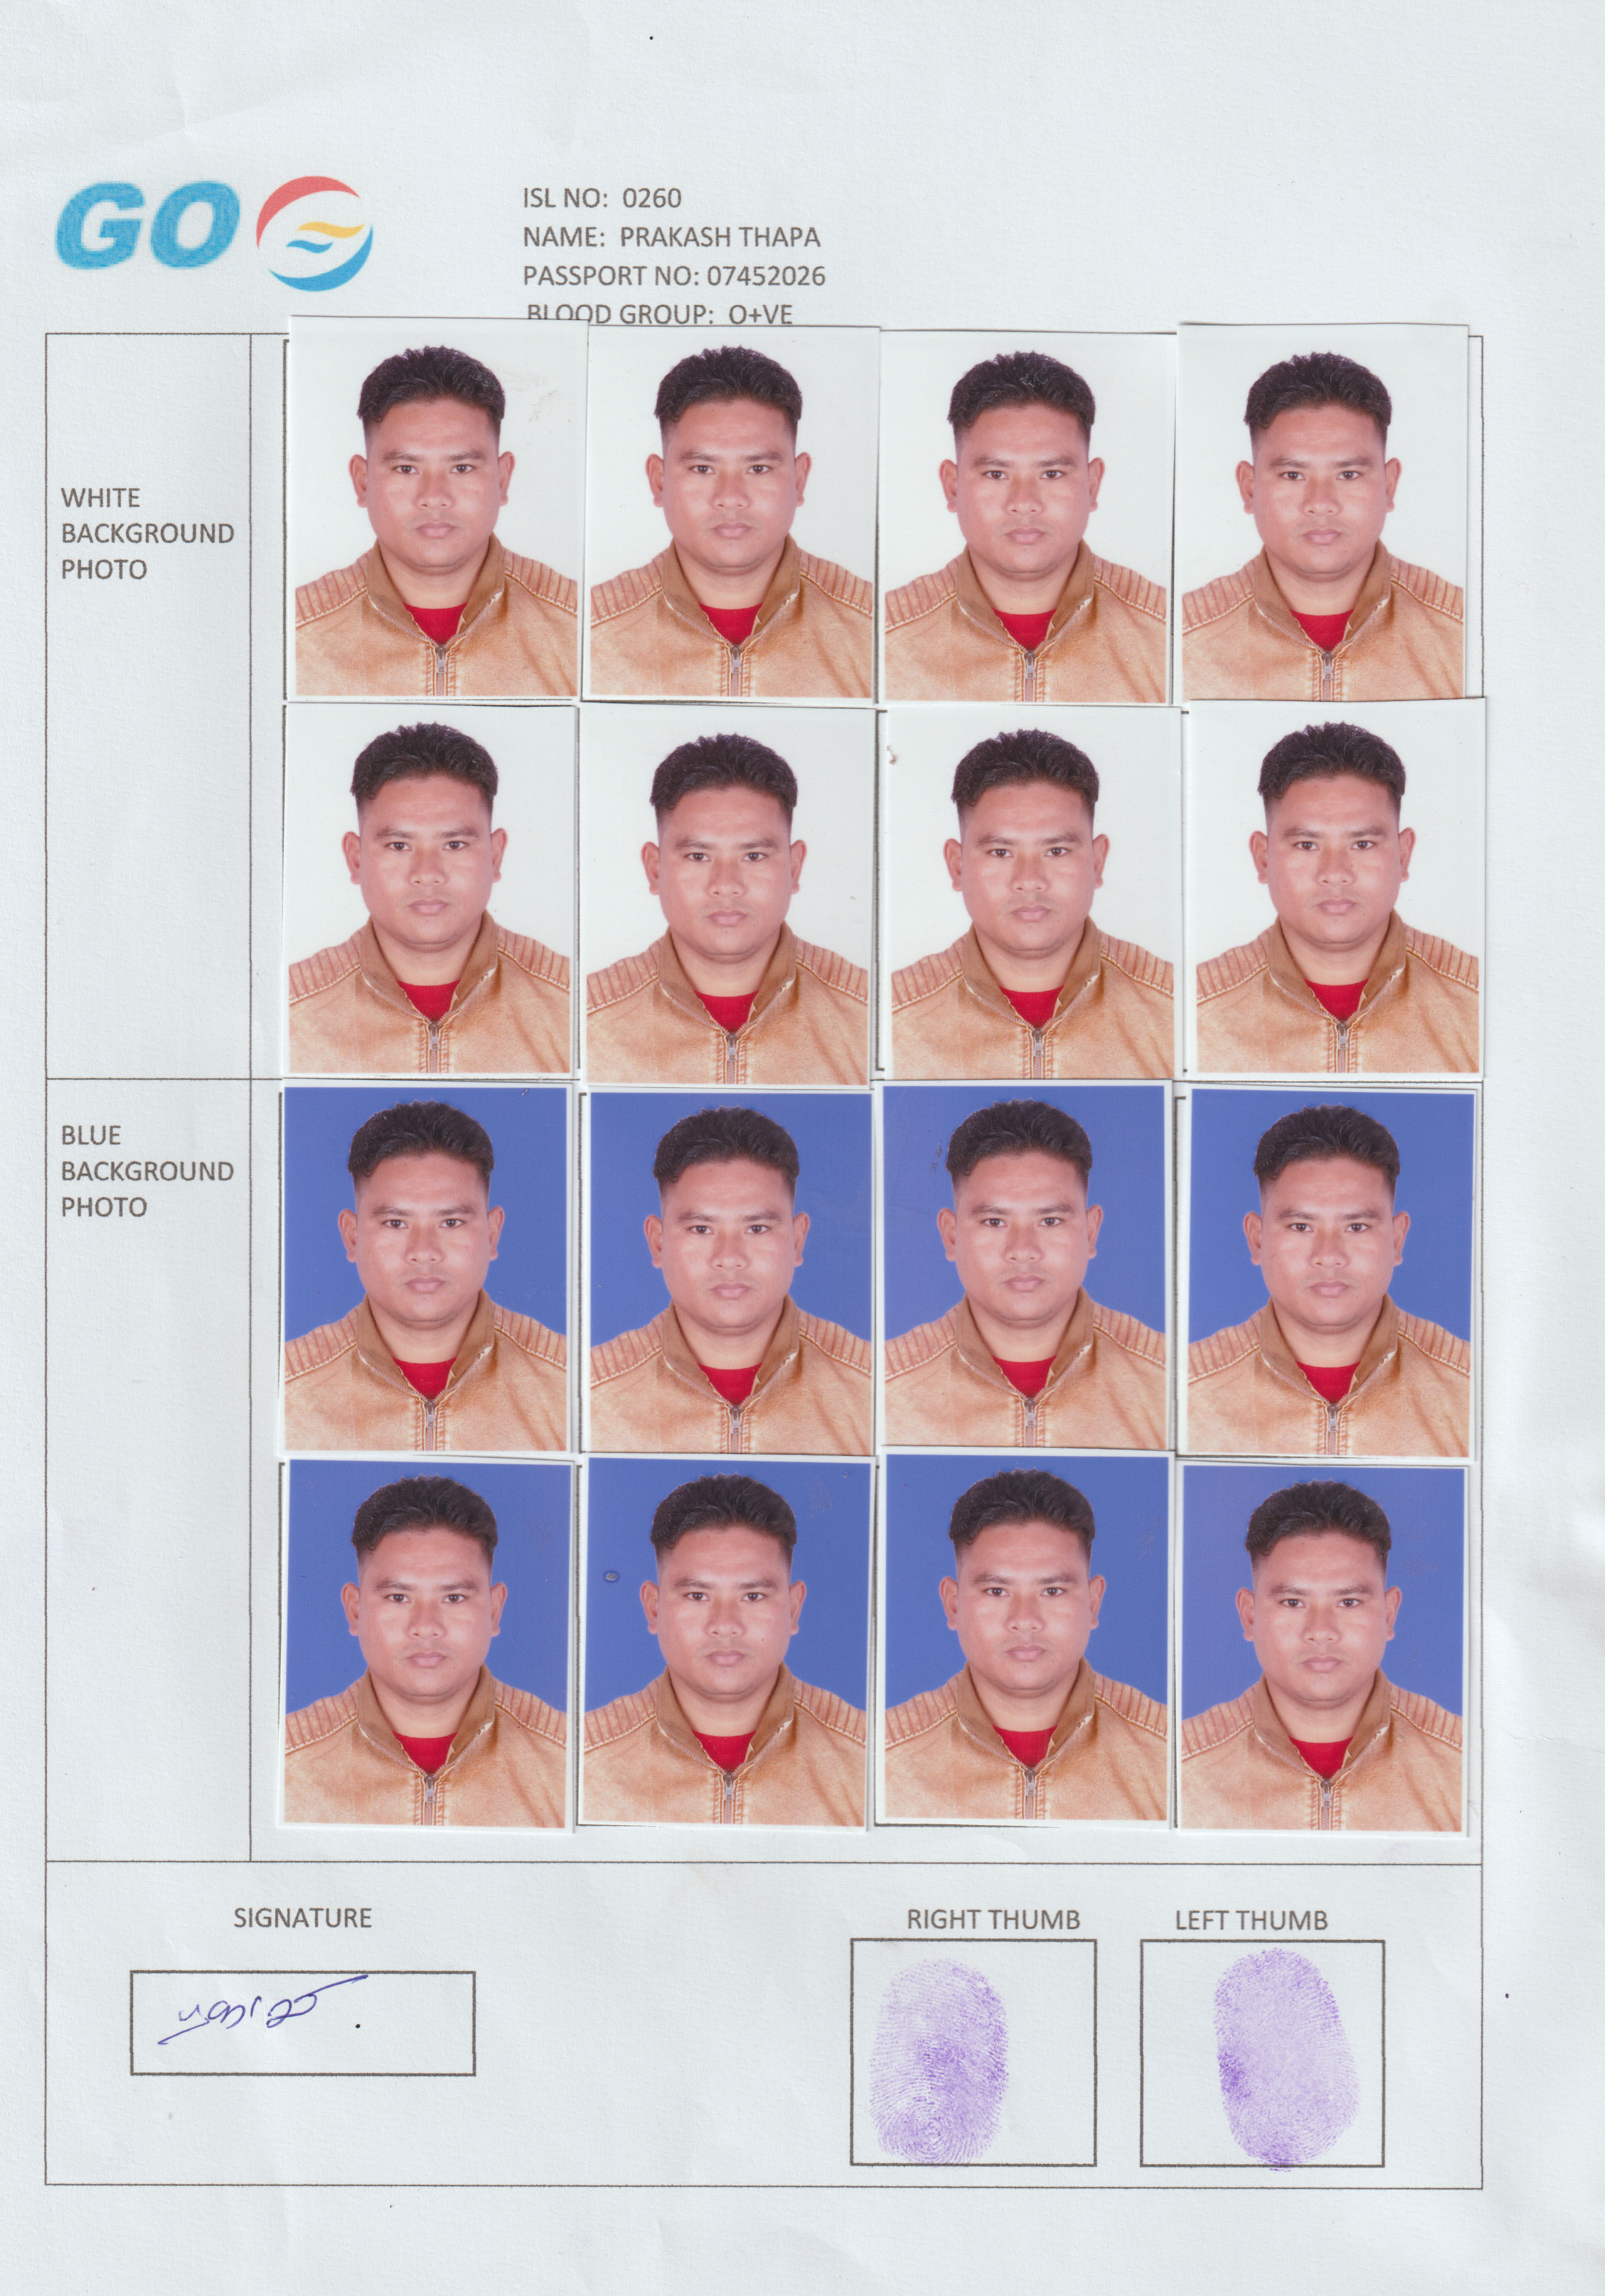 GO
ISL NO: 0260
NAME: PRAKASH THAPA
PASSPORT NO: 07452026
BLOOD GROUP: O+VE
WHITE
BACKGROUND
PHOTO
BLUE
BACKGROUND
PHOTO
SIGNATURE
RIGHT THUMB
LEFT THUMB